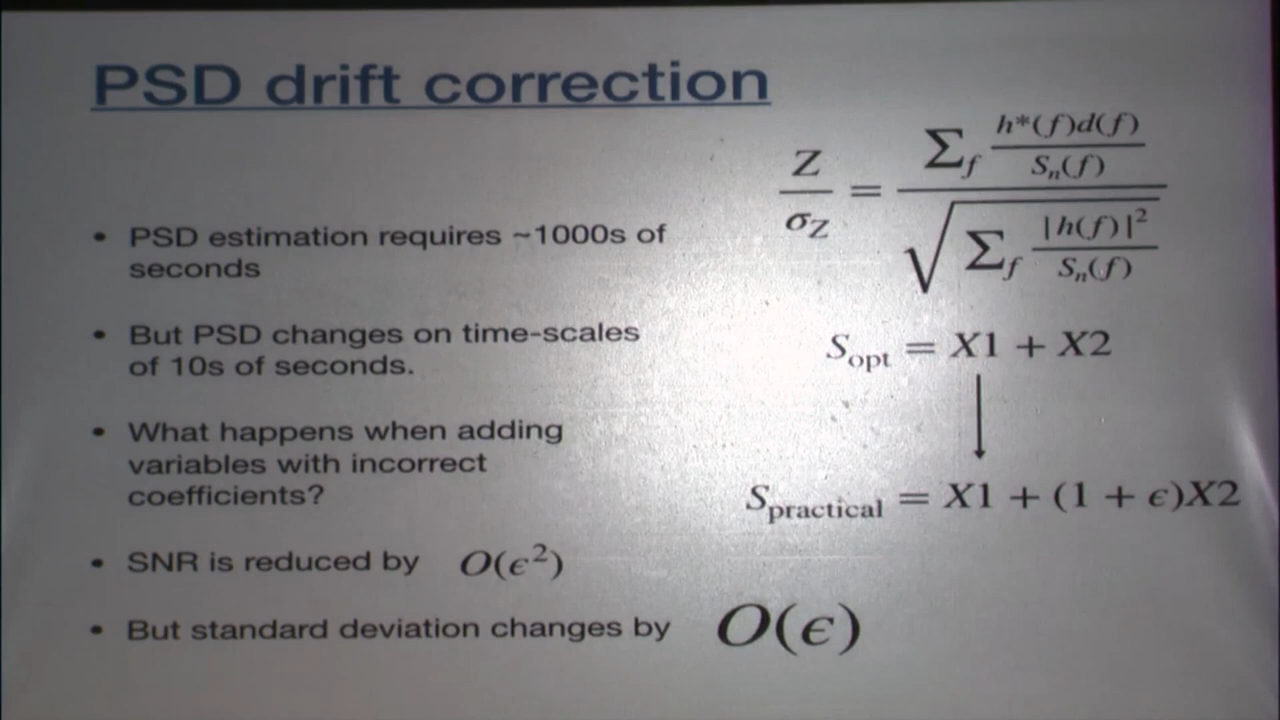 PSD drift correction
• PSD estimation requires ~1000s of
seconds
• But PSD changes on time-scales
of 10s of seconds.
• What happens when adding
variables with incorrect
coefficients?
• SNR is reduced by O(ϵ²)
• But standard deviation changes by O(ϵ)
Z / σ_Z = Σ_f h*(f)d(f) / S_n(f) / √ Σ_f |h(f)|² / S_n(f)
S_opt = X1 + X2
↓
S_practical = X1 + (1 + ϵ)X2